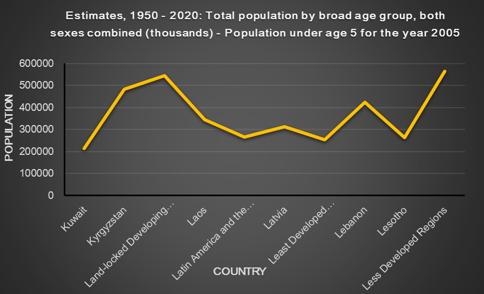 Estimates, 1950 - 2020: Total population by broad age group, both
sexes combined (thousands) - Population under age 5 for the year 2005
POPULATION
600000
500000
400000
300000
200000
100000
0
Kuwait
Kyrgyzstan
Land-locked Developing...
Laos
Latin America and the...
Latvia
Least Developed...
Lebanon
Lesotho
Less Developed Regions
COUNTRY